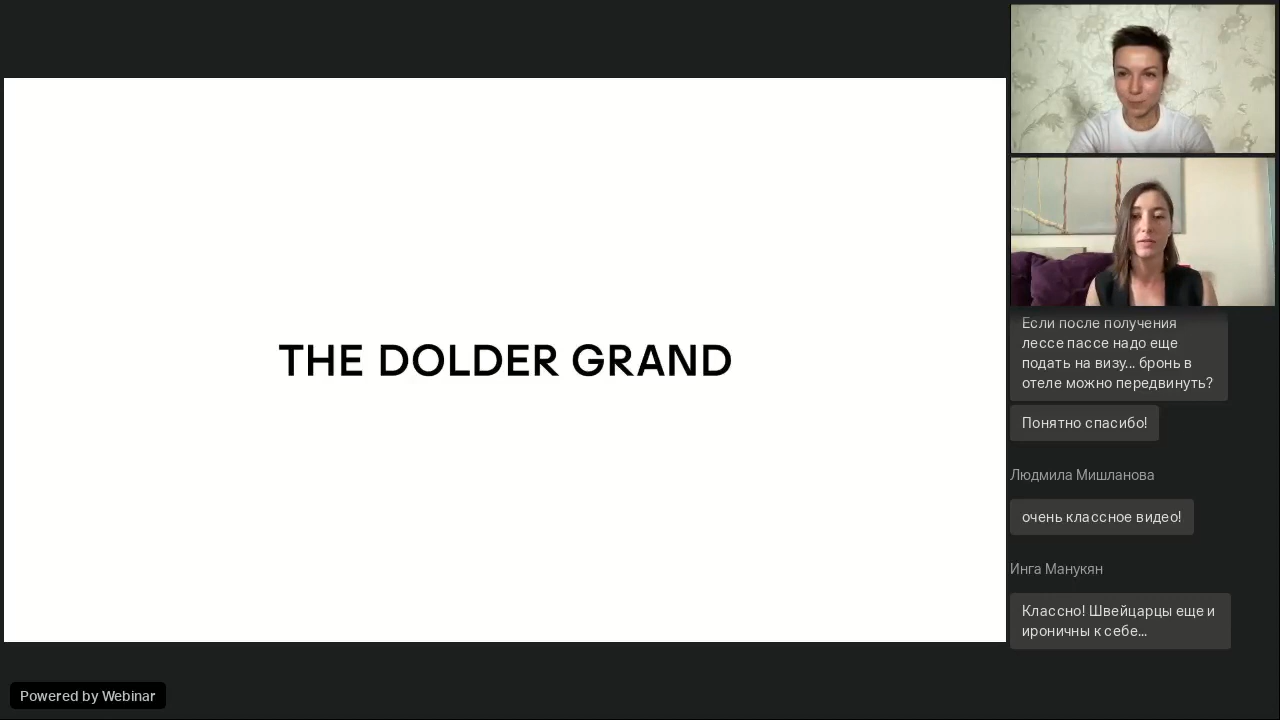 THE DOLDER GRAND
Если после получения
лессе пассе надо еще
подать на визу... бронь в
отеле можно передвинуть?
Понятно спасибо!
Людмила Мишланова
очень классное видео!
Инга Манукян
Классно! Швейцарцы еще и
ироничны к себе...
Powered by Webinar